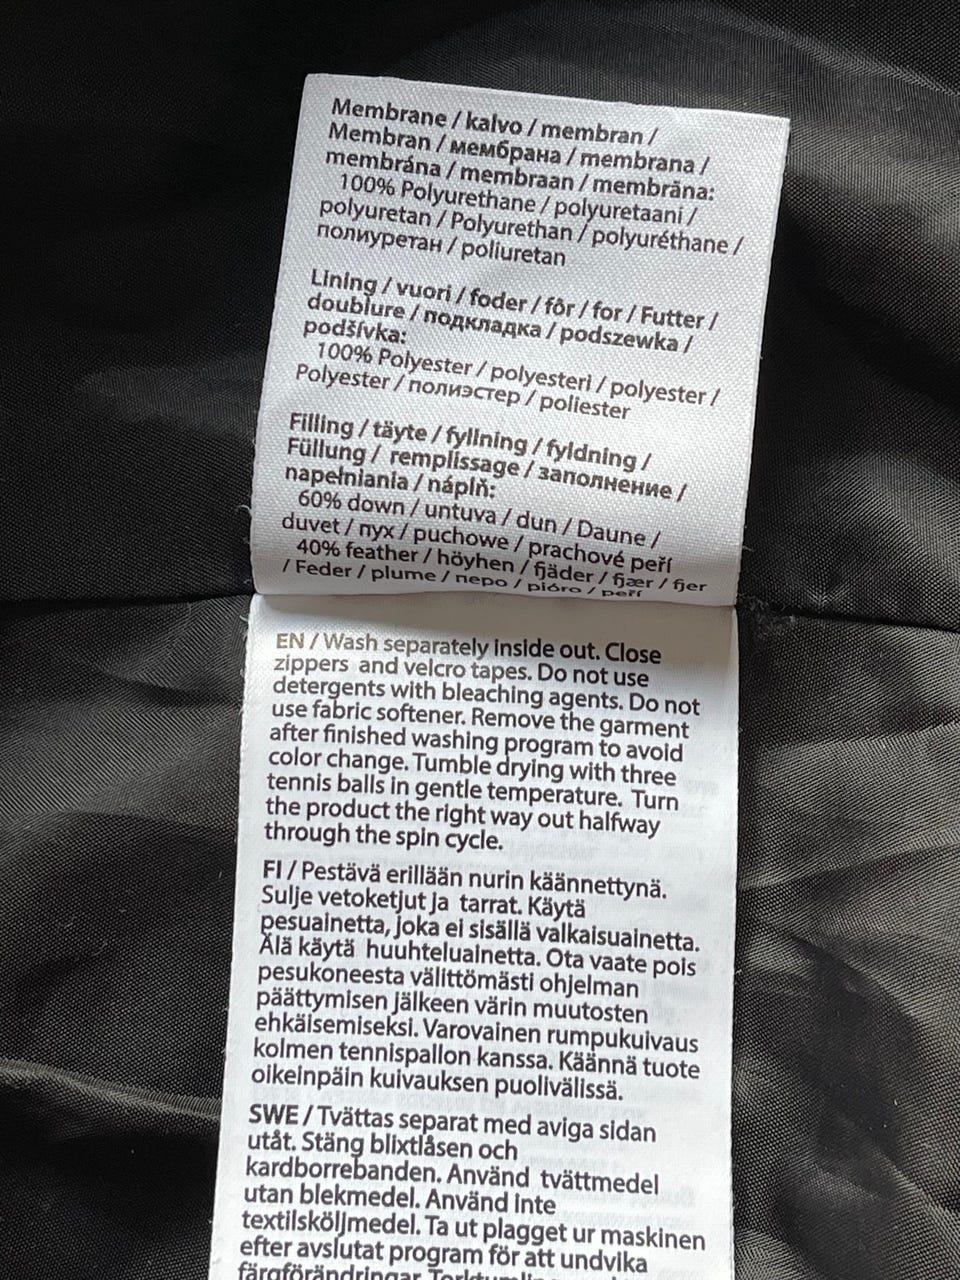 Membrane / kalvo / membran /
Membran / мембрана / membrana /
membrána / membraan / membrăna:
100% Polyurethane / polyuretaani /
polyuretan / Polyurethan / polyuréthane /
полиуретан / poliuretan
Lining / vuori / foder / fôr / for / Futter /
doublure / подкладка / podszewka /
podšívka:
100% Polyester / polyesteri / polyester /
Polyester / полиэстер / poliester
Filling / täyte / fyllning / fyldning /
Füllung / remplissage / заполнение /
napełniania / náplň:
60% down / untuva / dun / Daune /
duvet / пух / puchowe / prachové peří
40% feather / höyhen / fjäder / fjær / fjer
/ Feder / plume / перо / pióro / peří
EN / Wash separately inside out. Close
zippers and velcro tapes. Do not use
detergents with bleaching agents. Do not
use fabric softener. Remove the garment
after finished washing program to avoid
color change. Tumble drying with three
tennis balls in gentle temperature. Turn
the product the right way out halfway
through the spin cycle.
FI / Pestävä erillään nurin käännettynä.
Sulje vetoketjut ja tarrat. Käytä
pesuainetta, joka ei sisällä valkaisuainetta.
Älä käytä huuhteluainetta. Ota vaate pois
pesukoneesta välittömästi ohjelman
päättymisen jälkeen värin muutosten
ehkäisemiseksi. Varovainen rumpukuivaus
kolmen tennispallon kanssa. Käännä tuote
oikeinpäin kuivauksen puolivälissä.
SWE / Tvättas separat med aviga sidan
utåt. Stäng blixtlåsen och
kardborrebanden. Använd tvättmedel
utan blekmedel. Använd inte
textilsköljmedel. Ta ut plagget ur maskinen
efter avslutat program för att undvika
färgförändringar.